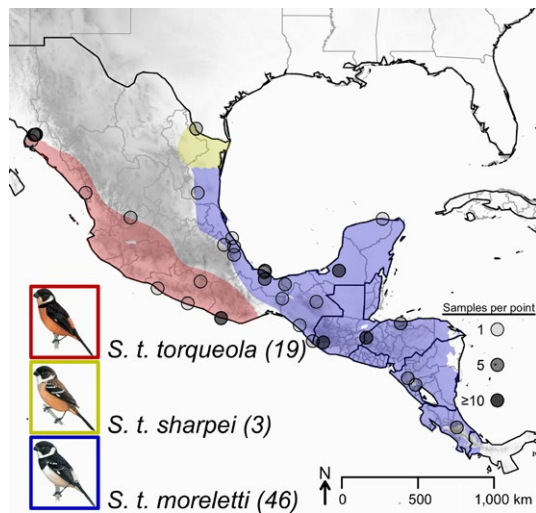 Samples per point
1
5
≥10
S. t. torqueola (19)
S. t. sharpei (3)
S. t. moreletti (46)
N
0 500 1,000 km